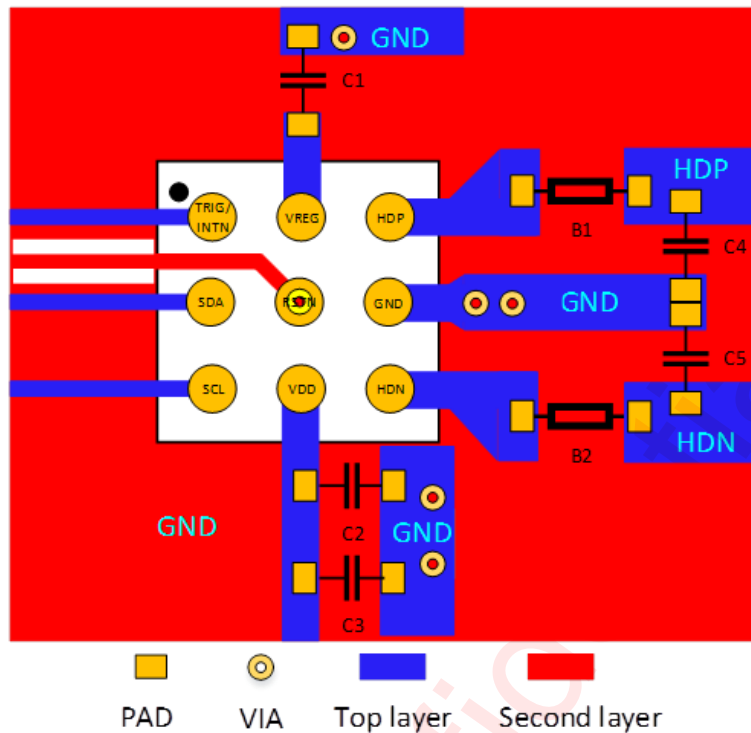 GND
C1
TRIG/
INTN
VREG
HDP
HDP
B1
C4
SDA
RSTN
GND
GND
C5
SCL
VDD
HDN
HDN
B2
GND
C2
GND
C3
PAD
VIA
Top layer
Second layer